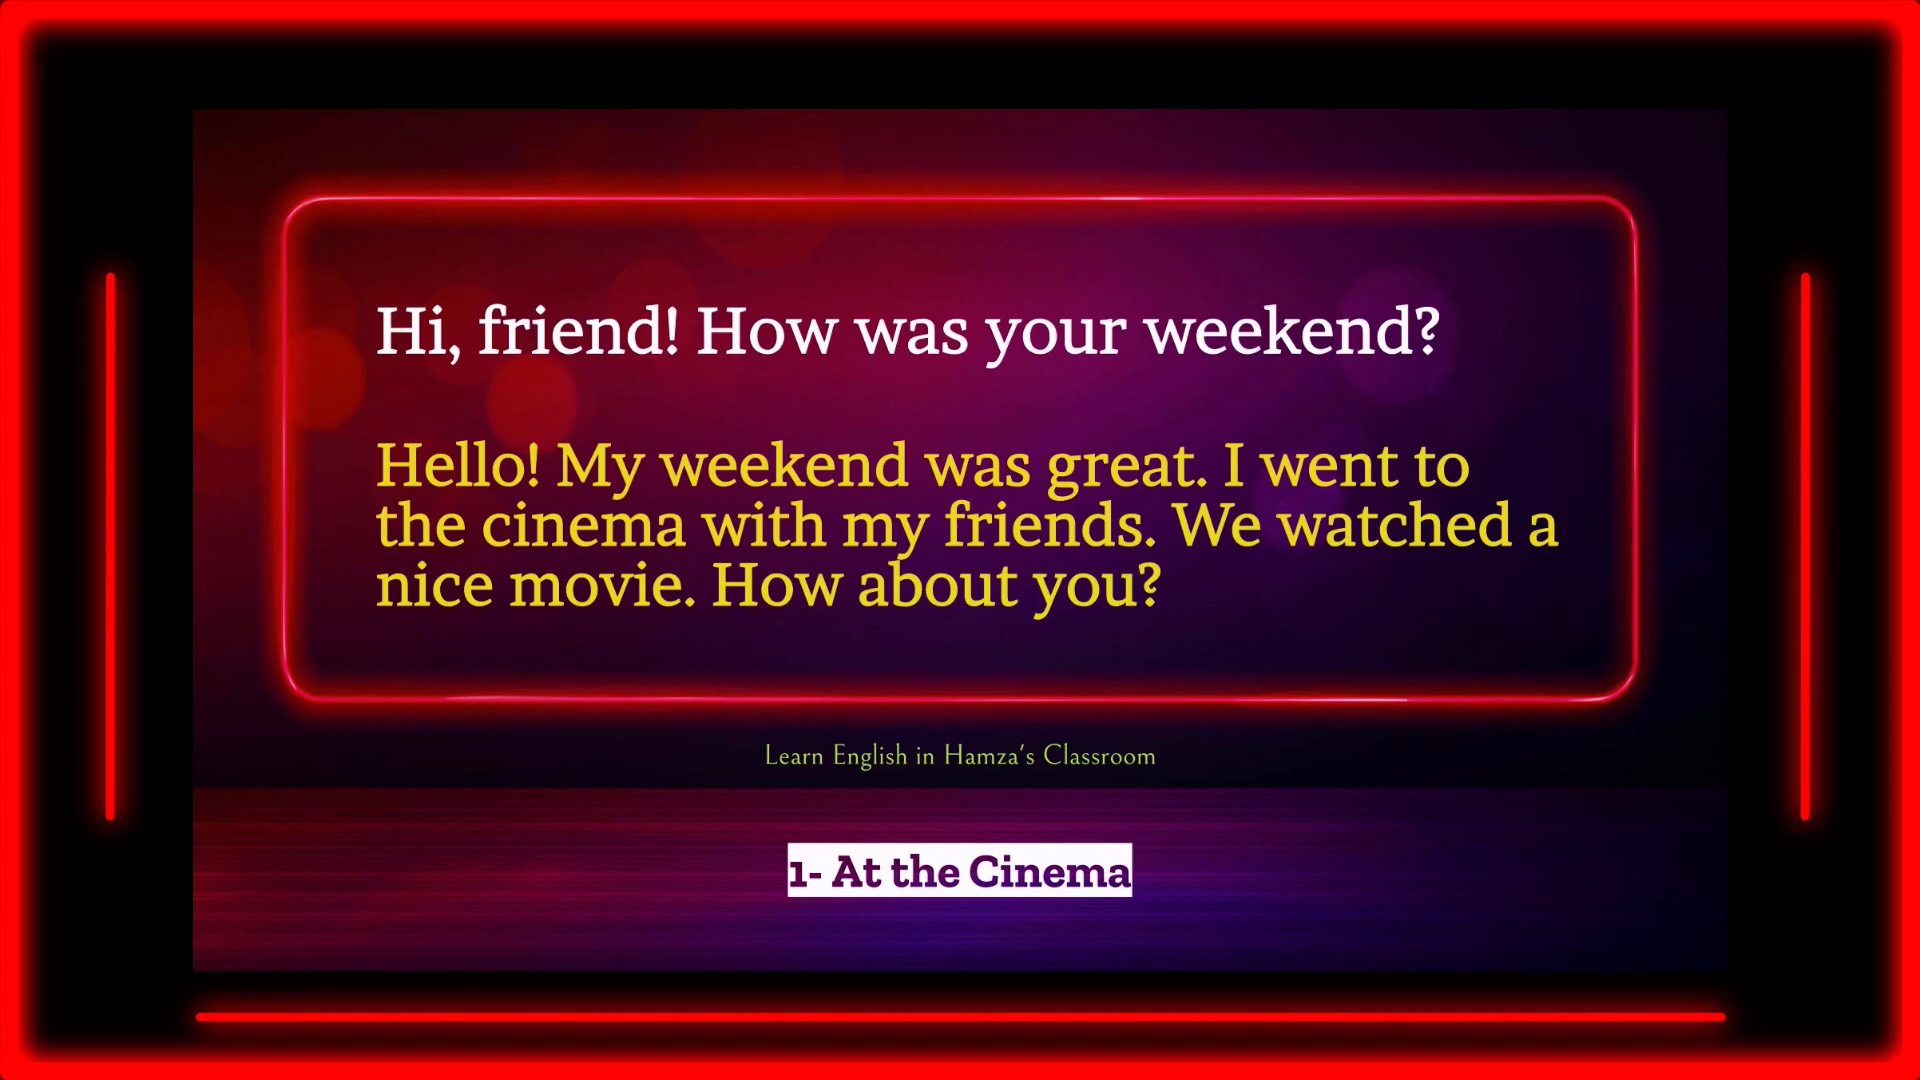 Hi, friend! How was your weekend?
Hello! My weekend was great. I went to
the cinema with my friends. We watched a
nice movie. How about you?
Learn English in Hamza's Classroom
1- At the Cinema